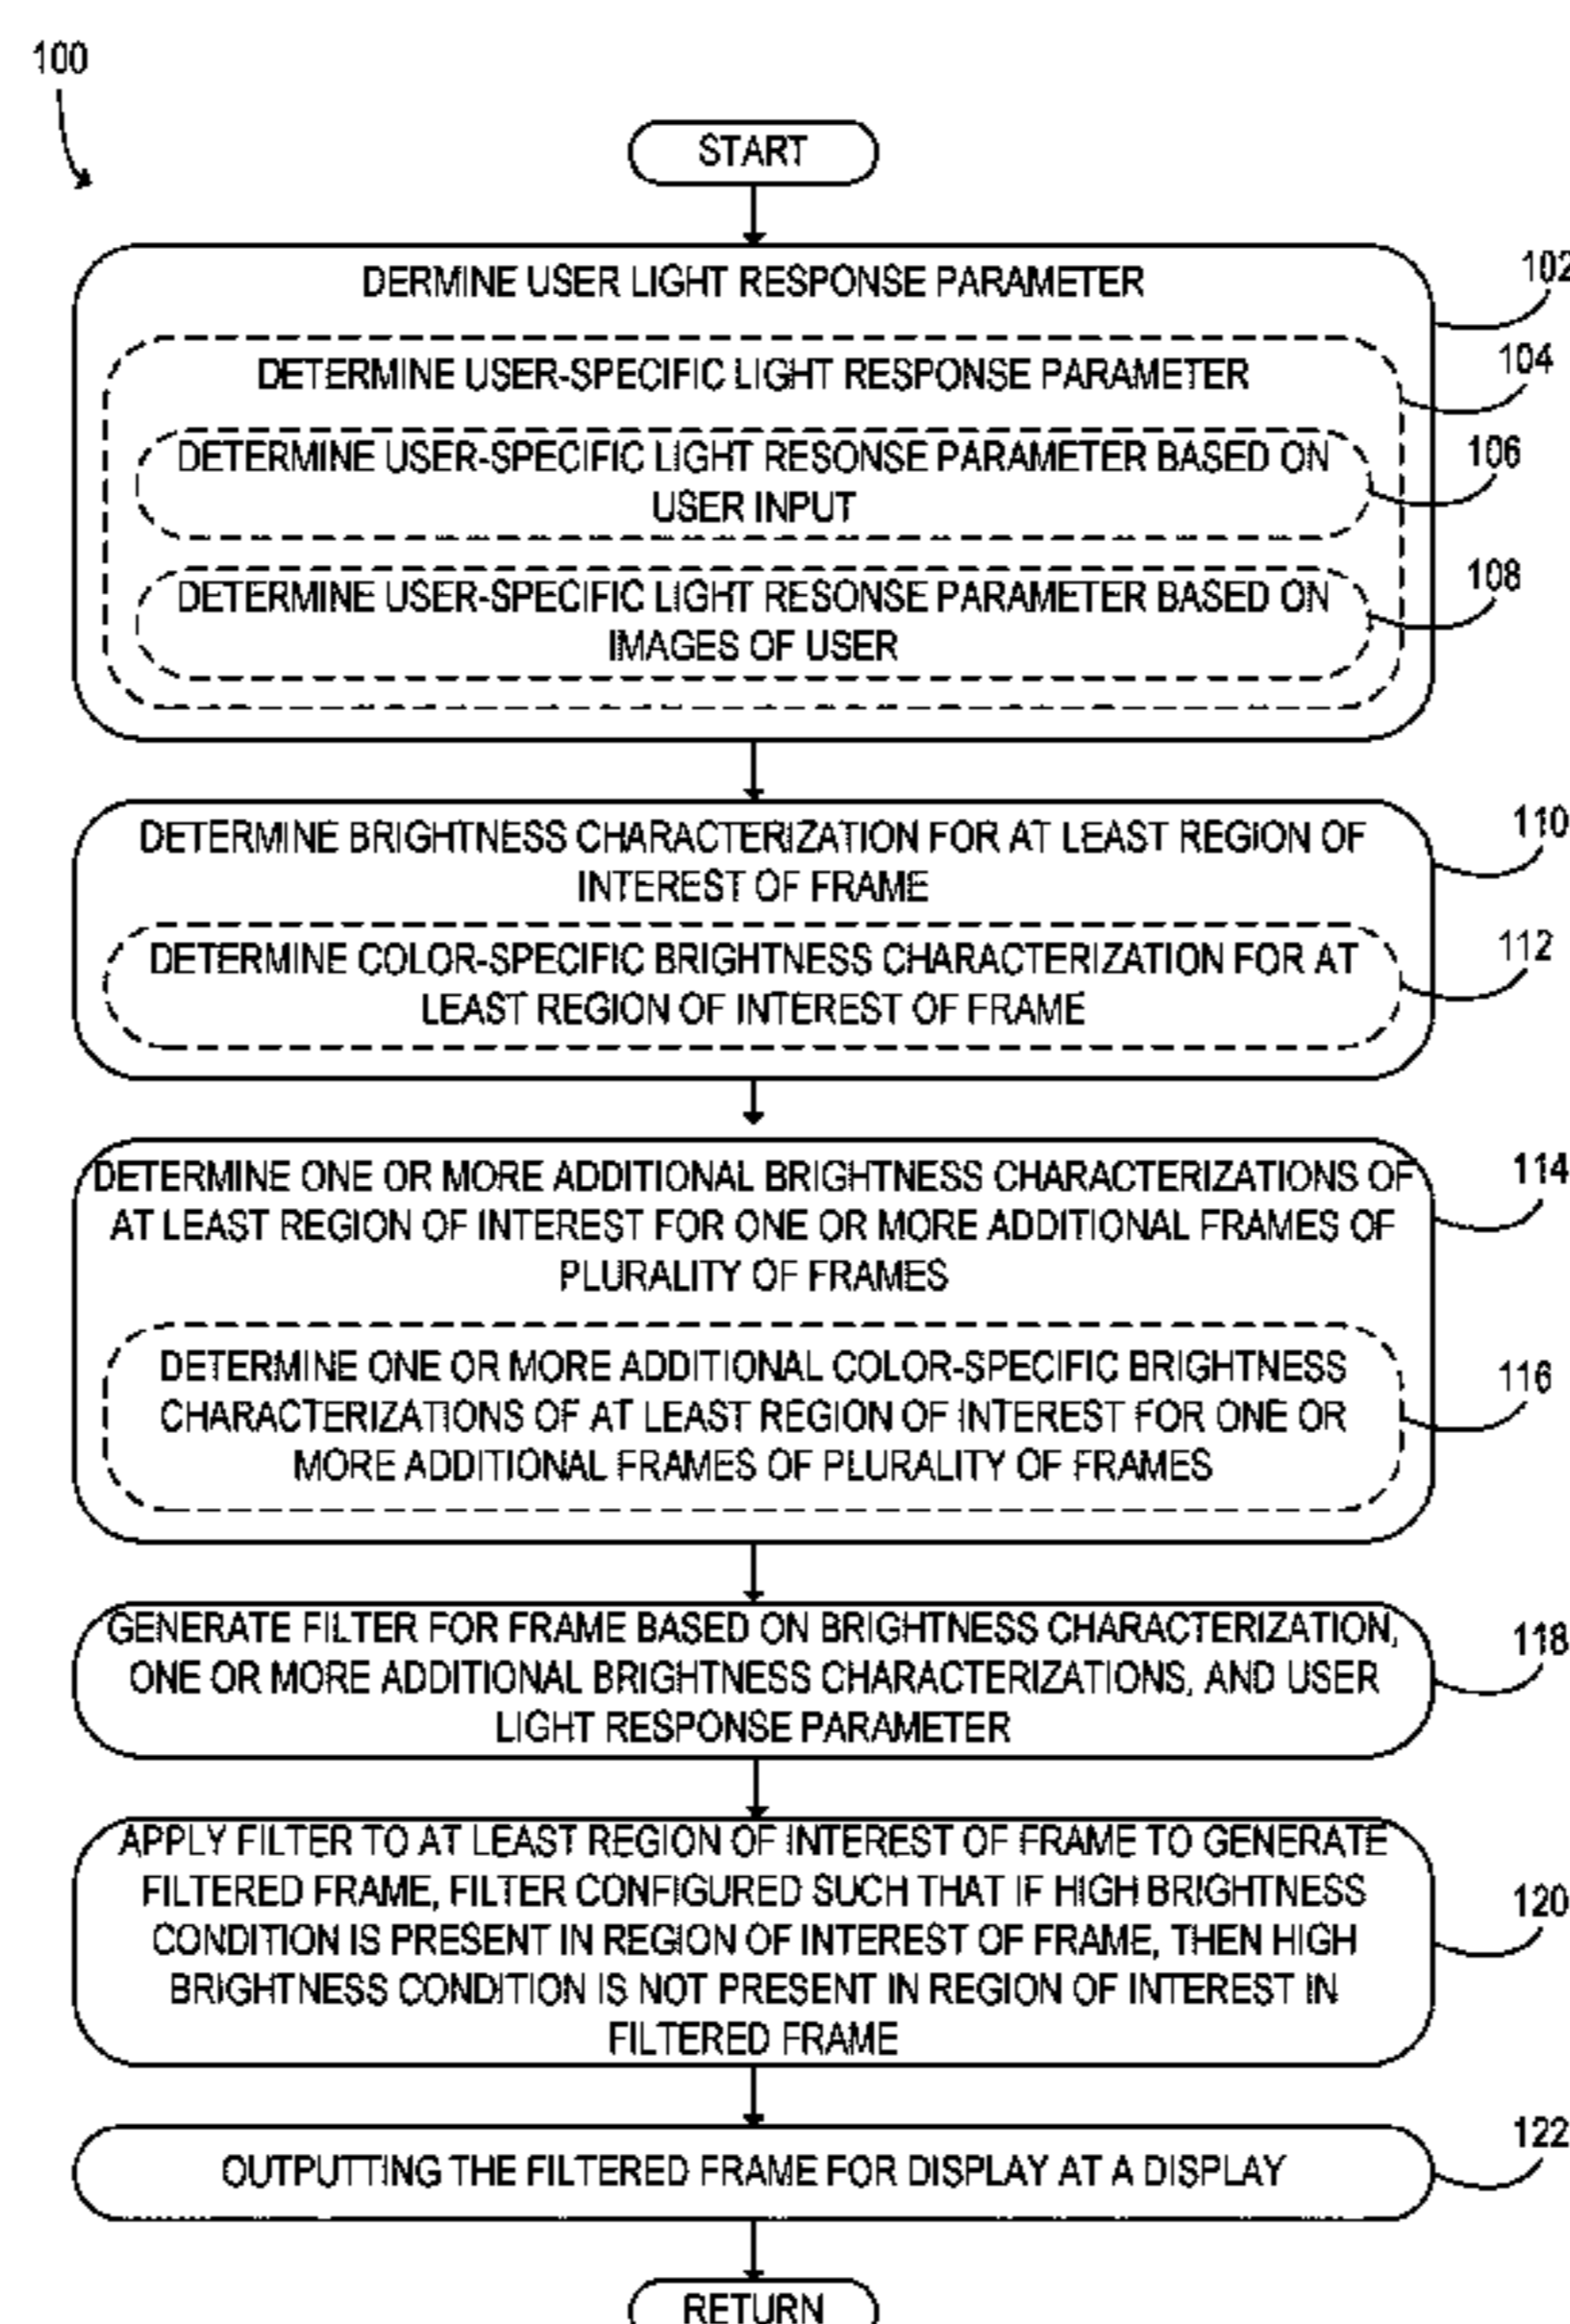 100
START
DERMINE USER LIGHT RESPONSE PARAMETER
102
DETERMINE USER-SPECIFIC LIGHT RESPONSE PARAMETER
104
DETERMINE USER-SPECIFIC LIGHT RESONSE PARAMETER BASED ON
USER INPUT
106
DETERMINE USER-SPECIFIC LIGHT RESONSE PARAMETER BASED ON
IMAGES OF USER
108
DETERMINE BRIGHTNESS CHARACTERIZATION FOR AT LEAST REGION OF
INTEREST OF FRAME
110
DETERMINE COLOR-SPECIFIC BRIGHTNESS CHARACTERIZATION FOR AT
LEAST REGION OF INTEREST OF FRAME
112
DETERMINE ONE OR MORE ADDITIONAL BRIGHTNESS CHARACTERIZATIONS OF
AT LEAST REGION OF INTEREST FOR ONE OR MORE ADDITIONAL FRAMES OF
PLURALITY OF FRAMES
114
DETERMINE ONE OR MORE ADDITIONAL COLOR-SPECIFIC BRIGHTNESS
CHARACTERIZATIONS OF AT LEAST REGION OF INTEREST FOR ONE OR
MORE ADDITIONAL FRAMES OF PLURALITY OF FRAMES
116
GENERATE FILTER FOR FRAME BASED ON BRIGHTNESS CHARACTERIZATION,
ONE OR MORE ADDITIONAL BRIGHTNESS CHARACTERIZATIONS, AND USER
LIGHT RESPONSE PARAMETER
118
APPLY FILTER TO AT LEAST REGION OF INTEREST OF FRAME TO GENERATE
FILTERED FRAME, FILTER CONFIGURED SUCH THAT IF HIGH BRIGHTNESS
CONDITION IS PRESENT IN REGION OF INTEREST OF FRAME, THEN HIGH
BRIGHTNESS CONDITION IS NOT PRESENT IN REGION OF INTEREST IN
FILTERED FRAME
120
OUTPUTTING THE FILTERED FRAME FOR DISPLAY AT A DISPLAY
122
RETURN